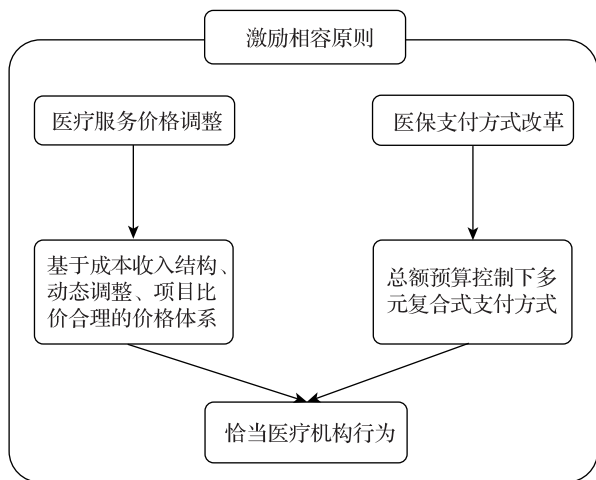 激励相容原则
医疗服务价格调整
医保支付方式改革
基于成本收入结构、
动态调整、项目比
价合理的价格体系
总额预算控制下多
元复合式支付方式
恰当医疗机构行为